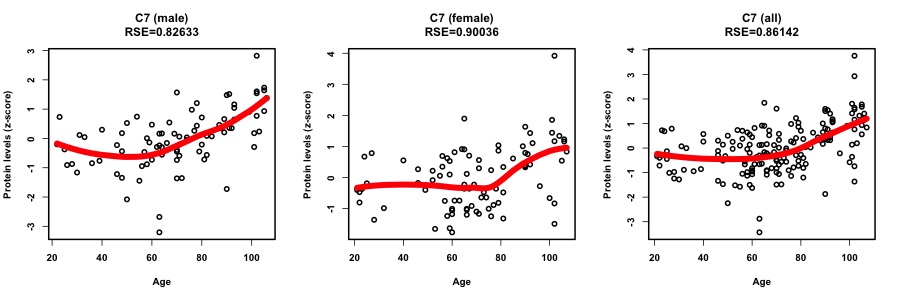 C7 (male)
RSE=0.82633
Protein levels (z-score)
3
2
1
0
-1
-2
-3
20 40 60 80 100
Age
C7 (female)
RSE=0.90036
Protein levels (z-score)
4
3
2
1
0
-1
20 40 60 80 100
Age
C7 (all)
RSE=0.86142
Protein levels (z-score)
4
3
2
1
0
-1
-2
-3
20 40 60 80 100
Age